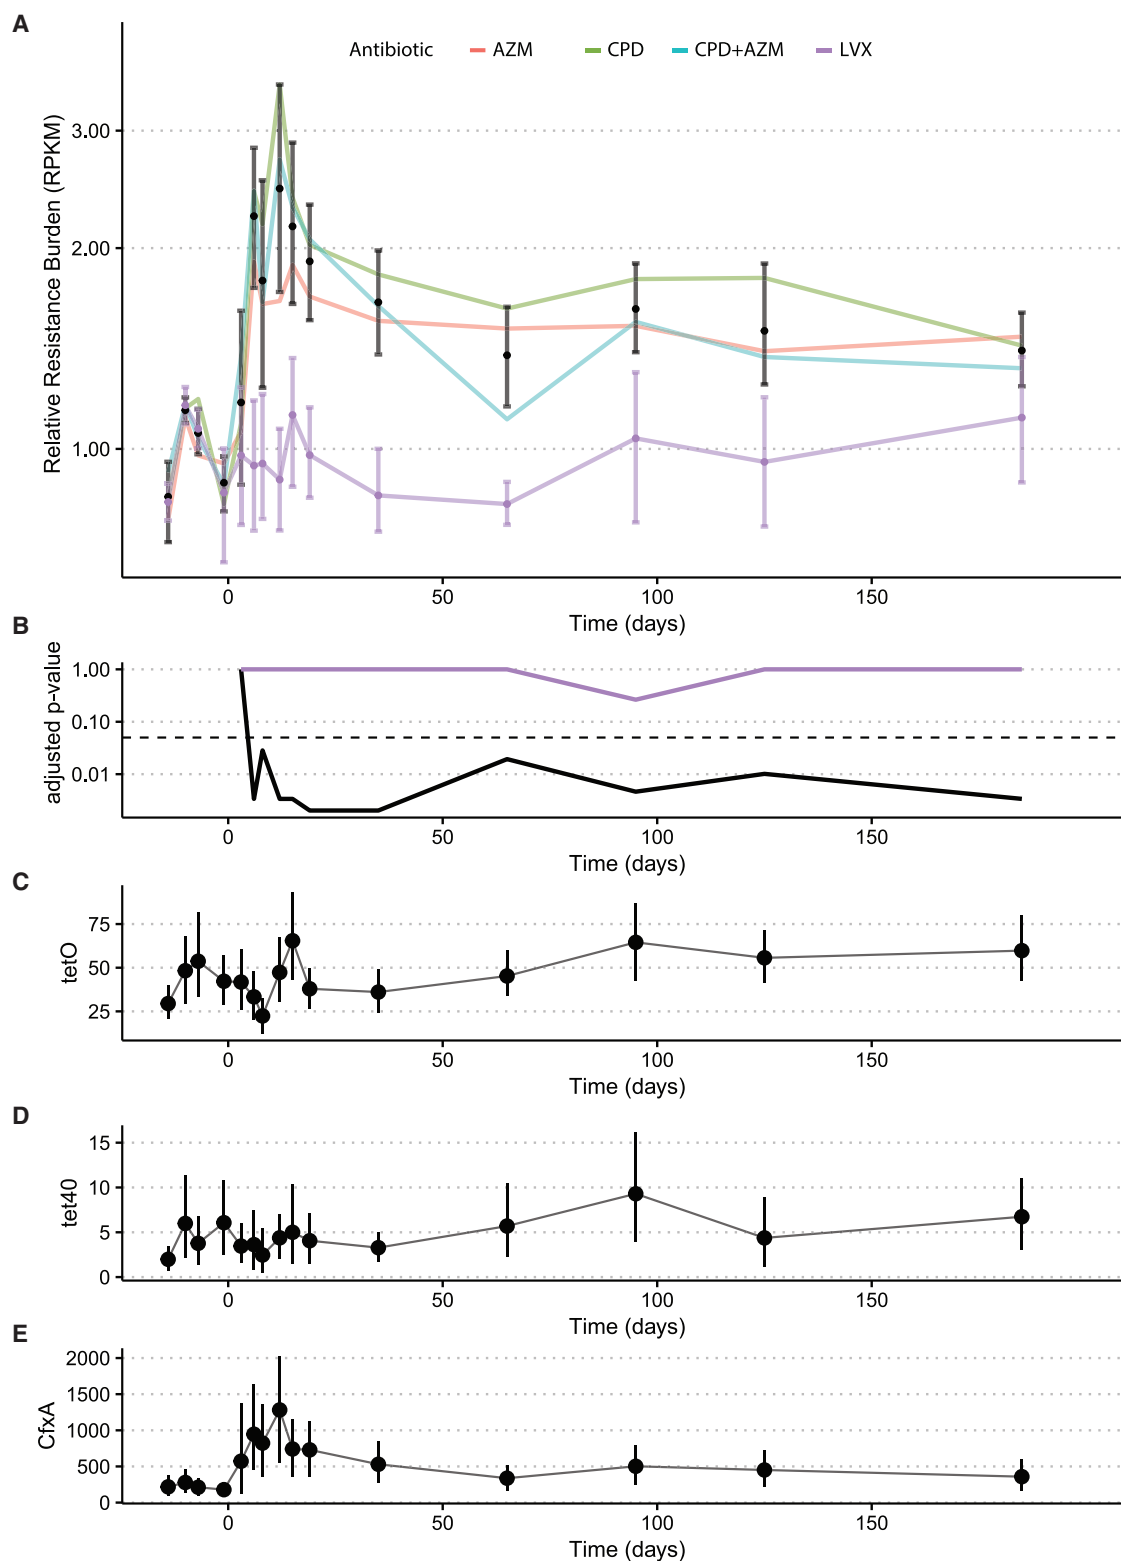 A
Antibiotic AZM CPD CPD+AZM LVX
Relative Resistance Burden (RPKM)
3.00
2.00
1.00
0 50 100 150
Time (days)
B
adjusted p-value
1.00
0.10
0.01
0 50 100 150
Time (days)
C
tetO
75
50
25
0 50 100 150
Time (days)
D
tet40
15
10
5
0
0 50 100 150
Time (days)
E
CfxA
2000
1500
1000
500
0
0 50 100 150
Time (days)